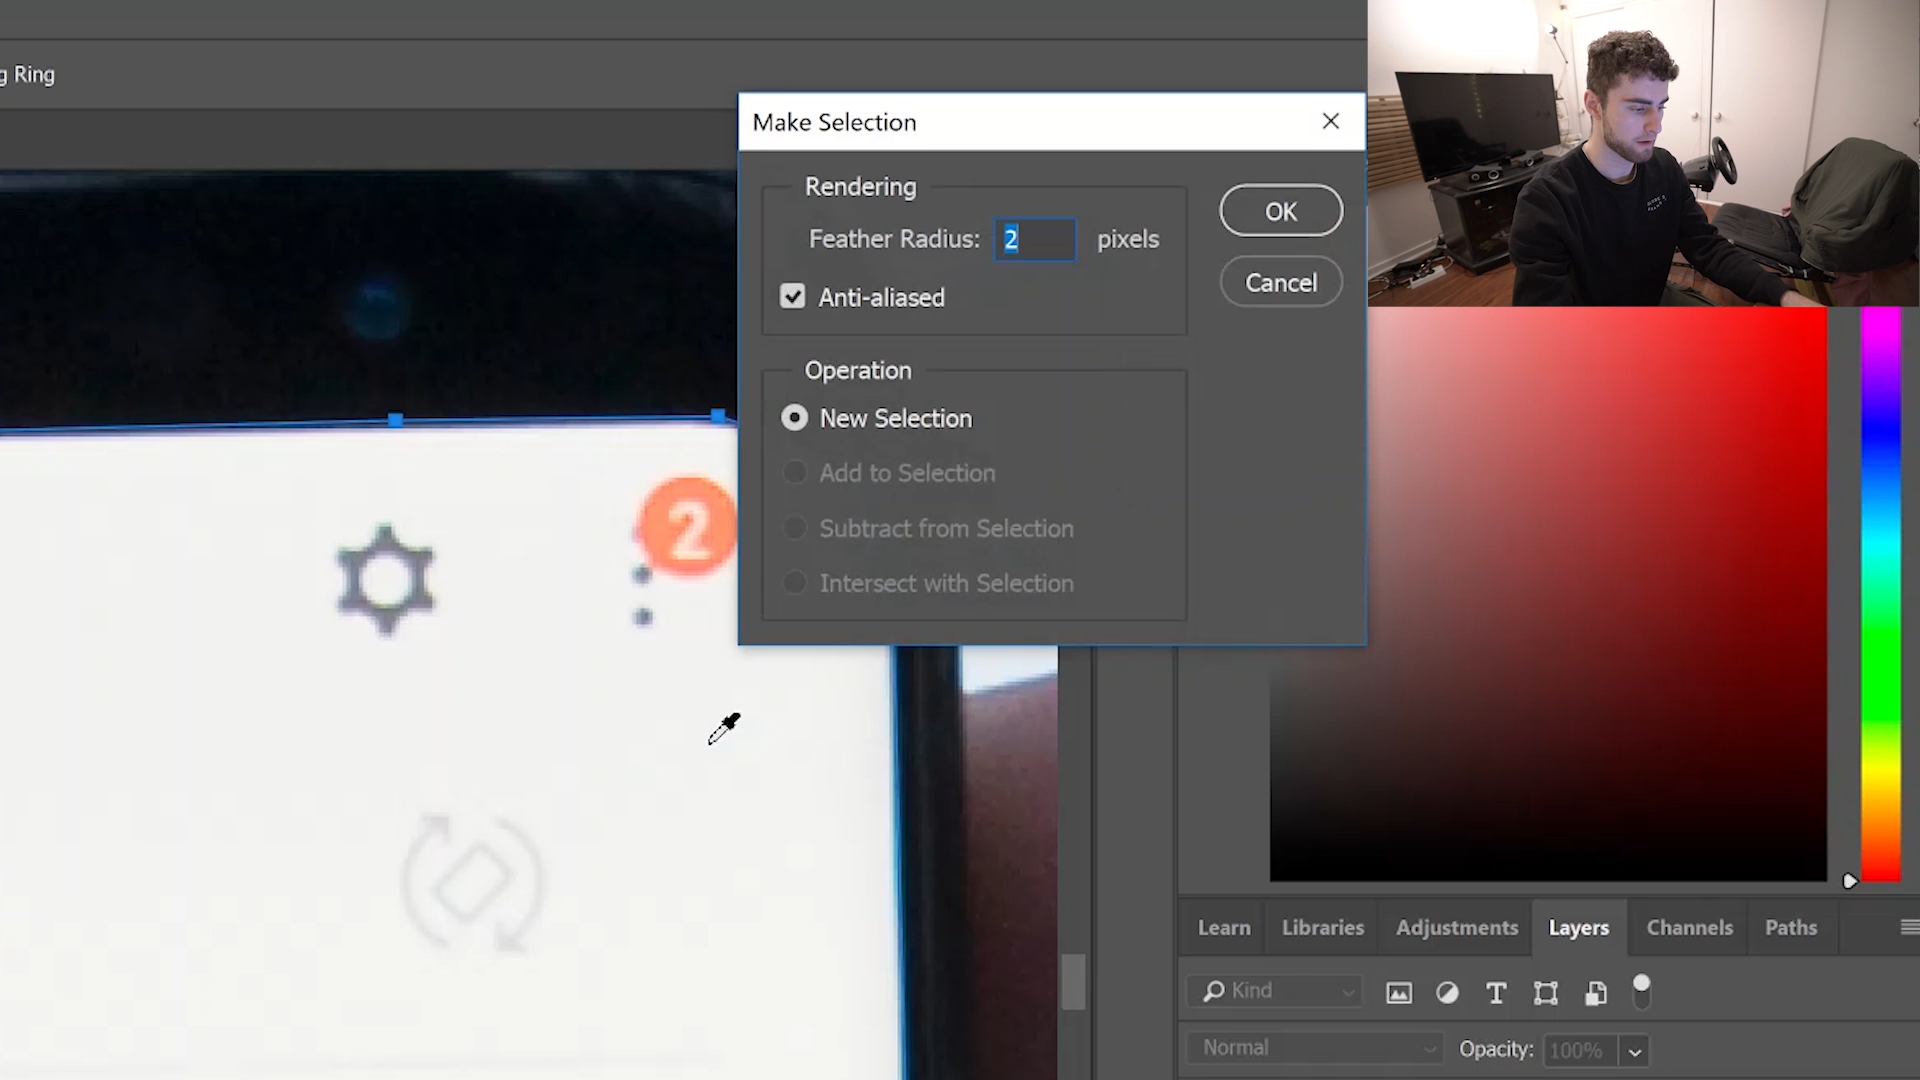 g Ring
Make Selection
Rendering
Feather Radius: 2 pixels
Anti-aliased
OK
Cancel
Operation
New Selection
Add to Selection
Subtract from Selection
Intersect with Selection
2
Learn Libraries Adjustments Layers Channels Paths
Kind
Normal Opacity: 100%